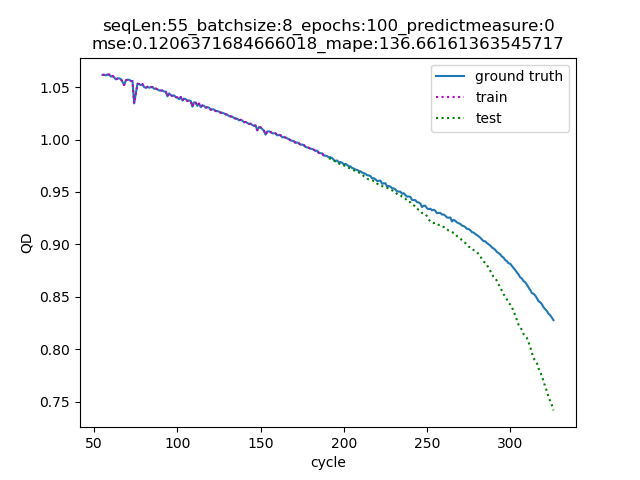 seqLen:55_batchsize:8_epochs:100_predictmeasure:0
mse:0.1206371684666018_mape:136.66161363545717
ground truth
train
test
1.05
1.00
0.95
0.90
0.85
0.80
0.75
QD
50
100
150
200
250
300
cycle